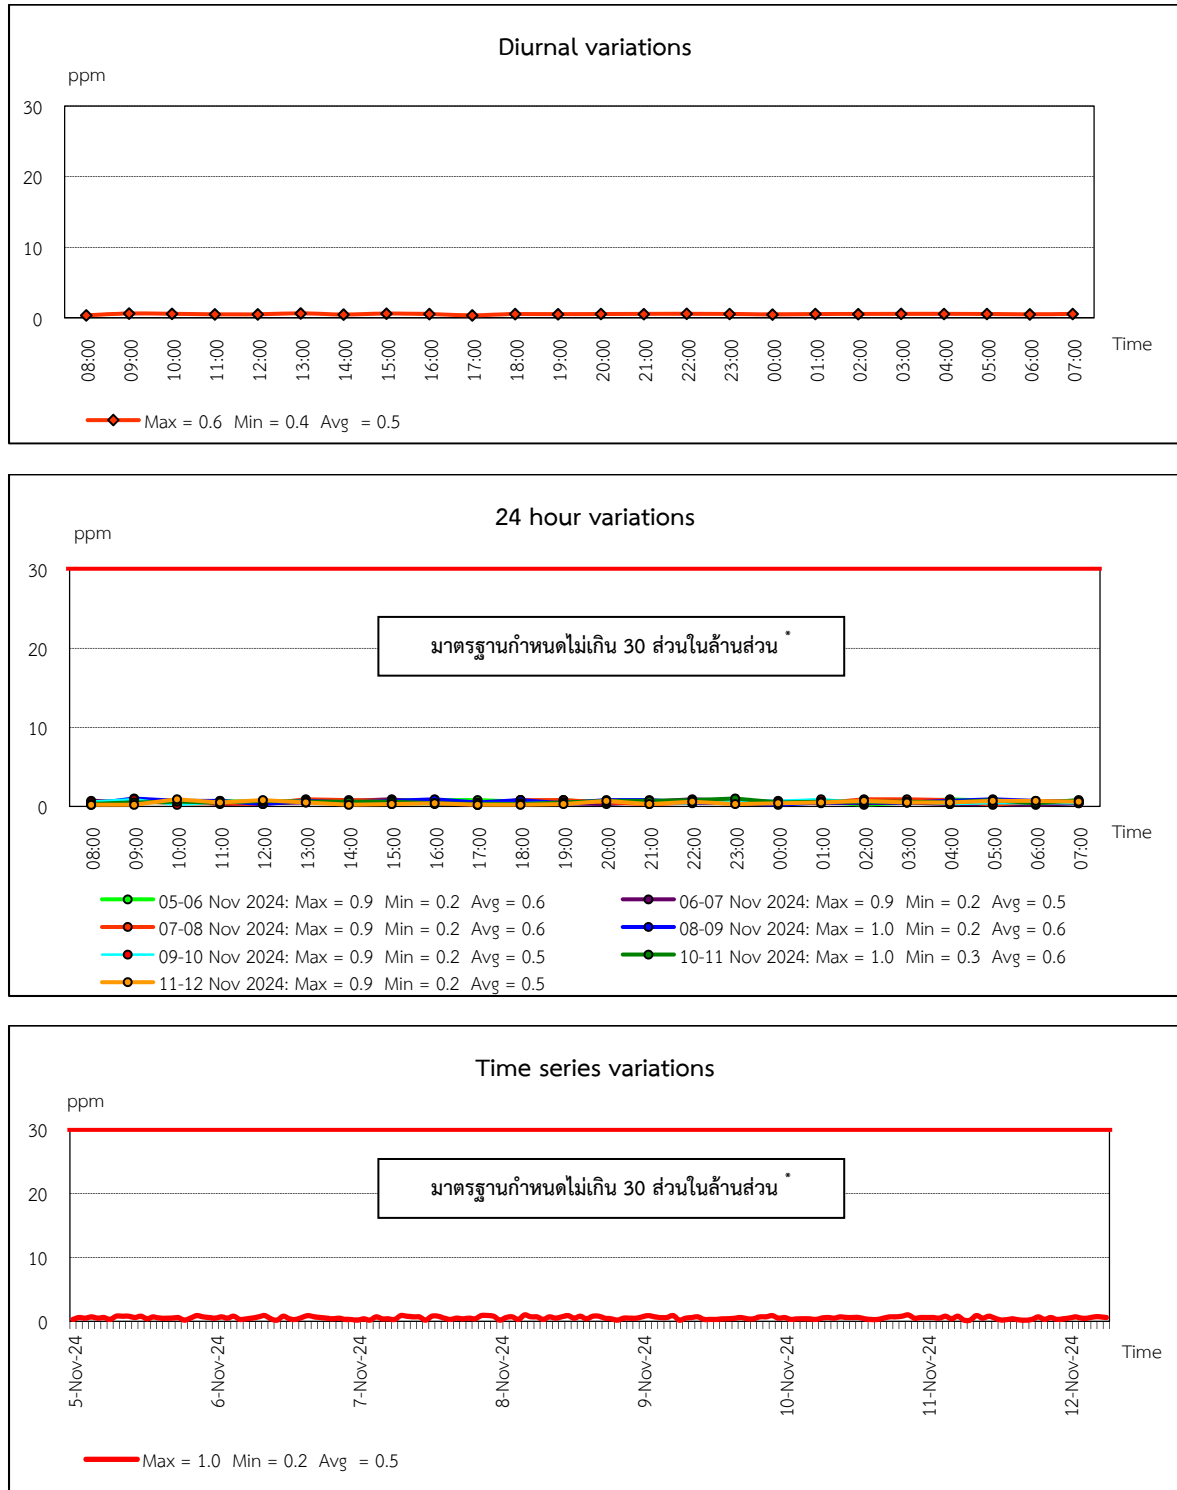 Diurnal variations
ppm
30
20
10
0
08:00 09:00 10:00 11:00 12:00 13:00 14:00 15:00 16:00 17:00 18:00 19:00 20:00 21:00 22:00 23:00 00:00 01:00 02:00 03:00 04:00 05:00 06:00 07:00
Time
Max = 0.6 Min = 0.4 Avg = 0.5
24 hour variations
ppm
30
มาตรฐานกำหนดไม่เกิน 30 ส่วนในล้านส่วน *
20
10
0
08:00 09:00 10:00 11:00 12:00 13:00 14:00 15:00 16:00 17:00 18:00 19:00 20:00 21:00 22:00 23:00 00:00 01:00 02:00 03:00 04:00 05:00 06:00 07:00
Time
05-06 Nov 2024: Max = 0.9 Min = 0.2 Avg = 0.6
06-07 Nov 2024: Max = 0.9 Min = 0.2 Avg = 0.5
07-08 Nov 2024: Max = 0.9 Min = 0.2 Avg = 0.6
08-09 Nov 2024: Max = 1.0 Min = 0.2 Avg = 0.6
09-10 Nov 2024: Max = 0.9 Min = 0.2 Avg = 0.5
10-11 Nov 2024: Max = 1.0 Min = 0.3 Avg = 0.6
11-12 Nov 2024: Max = 0.9 Min = 0.2 Avg = 0.5
Time series variations
ppm
30
มาตรฐานกำหนดไม่เกิน 30 ส่วนในล้านส่วน *
20
10
0
5-Nov-24 6-Nov-24 7-Nov-24 8-Nov-24 9-Nov-24 10-Nov-24 11-Nov-24 12-Nov-24
Time
Max = 1.0 Min = 0.2 Avg = 0.5